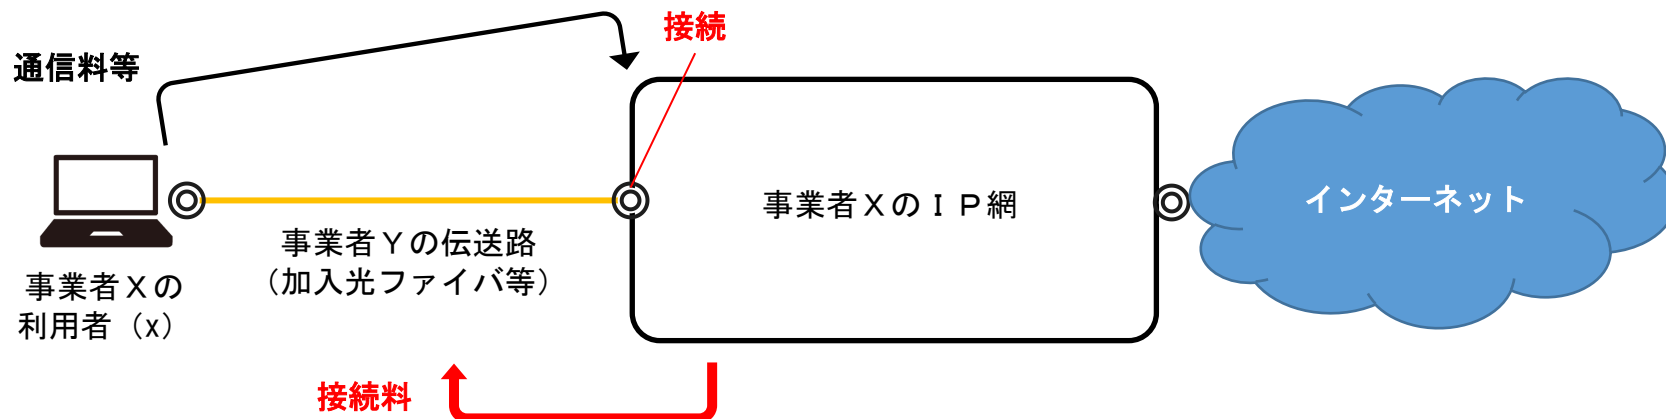 接続
通信料等
事業者XのIP網
インターネット
事業者Yの伝送路
（加入光ファイバ等）
事業者Xの
利用者（x）
接続料